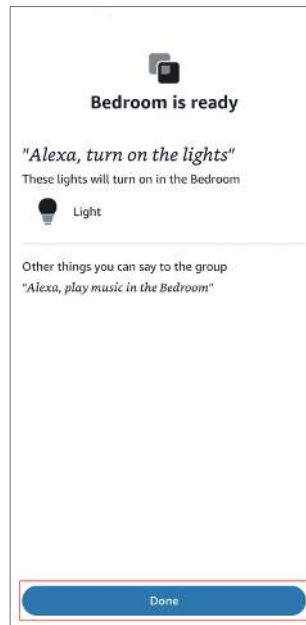 Bedroom is ready
"Alexa, turn on the lights"
These lights will turn on in the Bedroom
Light
Other things you can say to the group
"Alexa, play music in the Bedroom"
Done